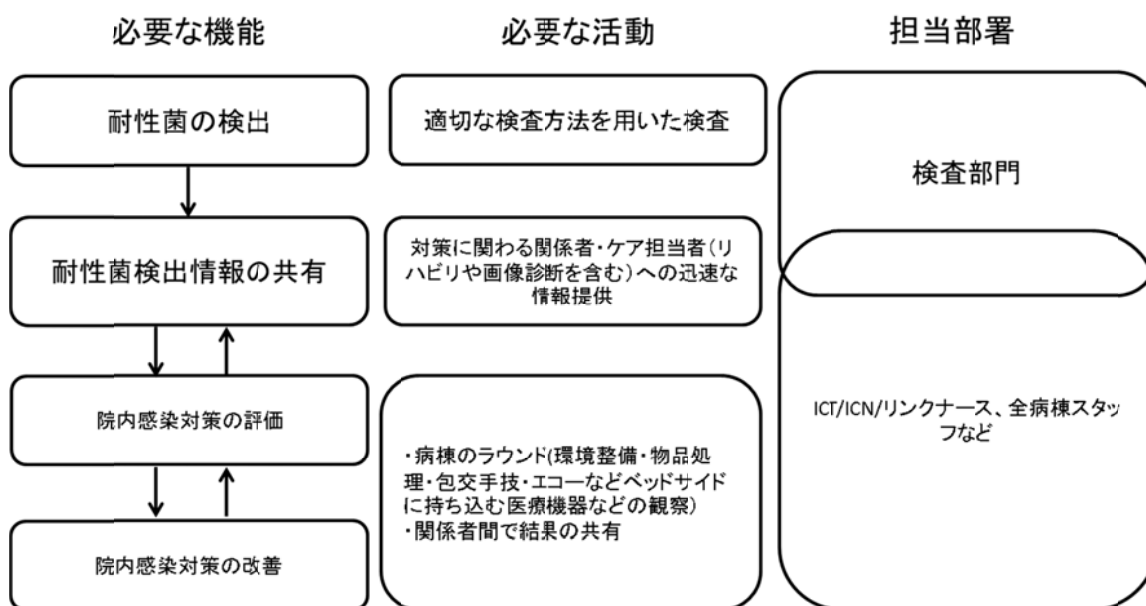 必要な機能
必要な活動
担当部署
耐性菌の検出
適切な検査方法を用いた検査
検査部門
耐性菌検出情報の共有
対策に関わる関係者・ケア担当者(リ
ハビリや画像診断を含む)への迅速な
情報提供
院内感染対策の評価
院内感染対策の改善
・病棟のラウンド(環境整備・物品処
理・包交手技・エコーなどベッドサイド
に持ち込む医療機器などの観察)
・関係者間で結果の共有
ICT/ICN/リンクナース、全病棟スタッ
フなど